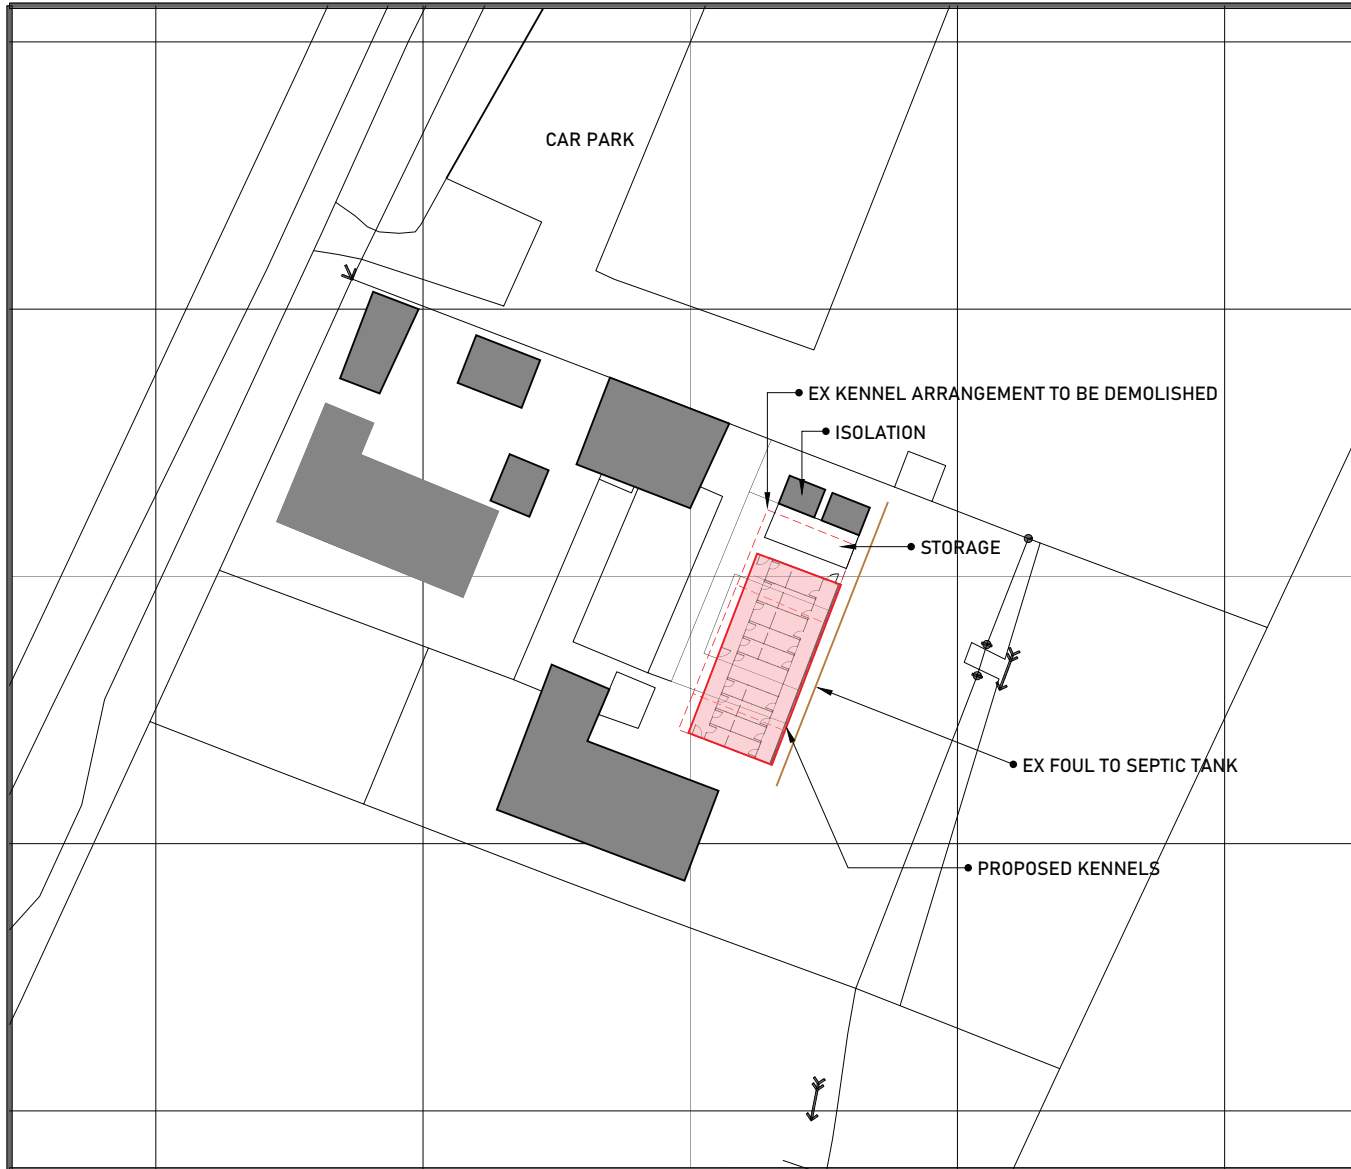 CAR PARK
EX KENNEL ARRANGEMENT TO BE DEMOLISHED
ISOLATION
STORAGE
EX FOUL TO SEPTIC TANK
PROPOSED KENNELS